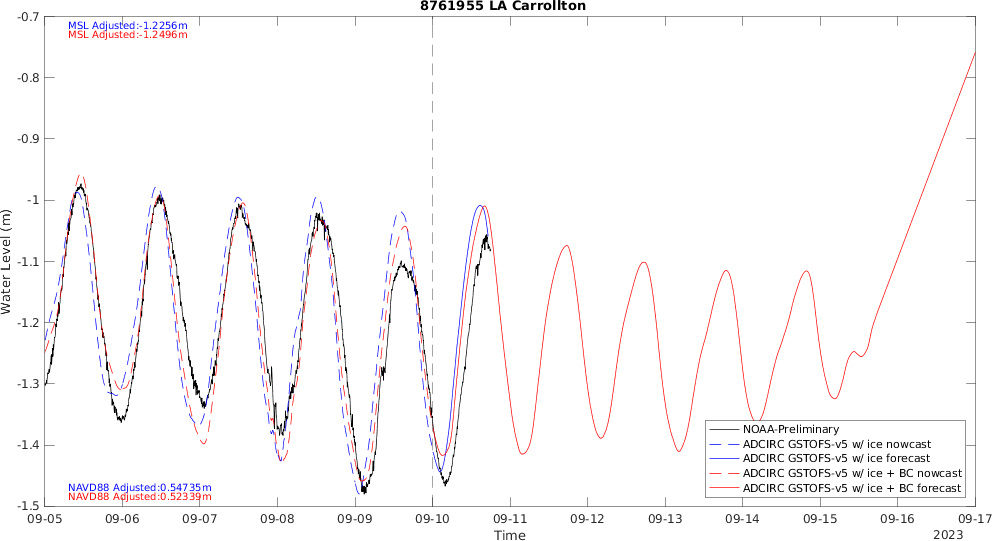 8761955 LA Carrollton
MSL Adjusted:-1.2256m
MSL Adjusted:-1.2496m
-0.7
-0.8
-0.9
-1
-1.1
-1.2
-1.3
-1.4
-1.5
Water Level (m)
NAVD88 Adjusted:0.54735m
NAVD88 Adjusted:0.52339m
NOAA-Preliminary
ADCIRC GSTOFS-v5 w/ ice nowcast
ADCIRC GSTOFS-v5 w/ ice forecast
ADCIRC GSTOFS-v5 w/ ice + BC nowcast
ADCIRC GSTOFS-v5 w/ ice + BC forecast
09-05 09-06 09-07 09-08 09-09 09-10 09-11 09-12 09-13 09-14 09-15 09-16 09-17
Time
2023